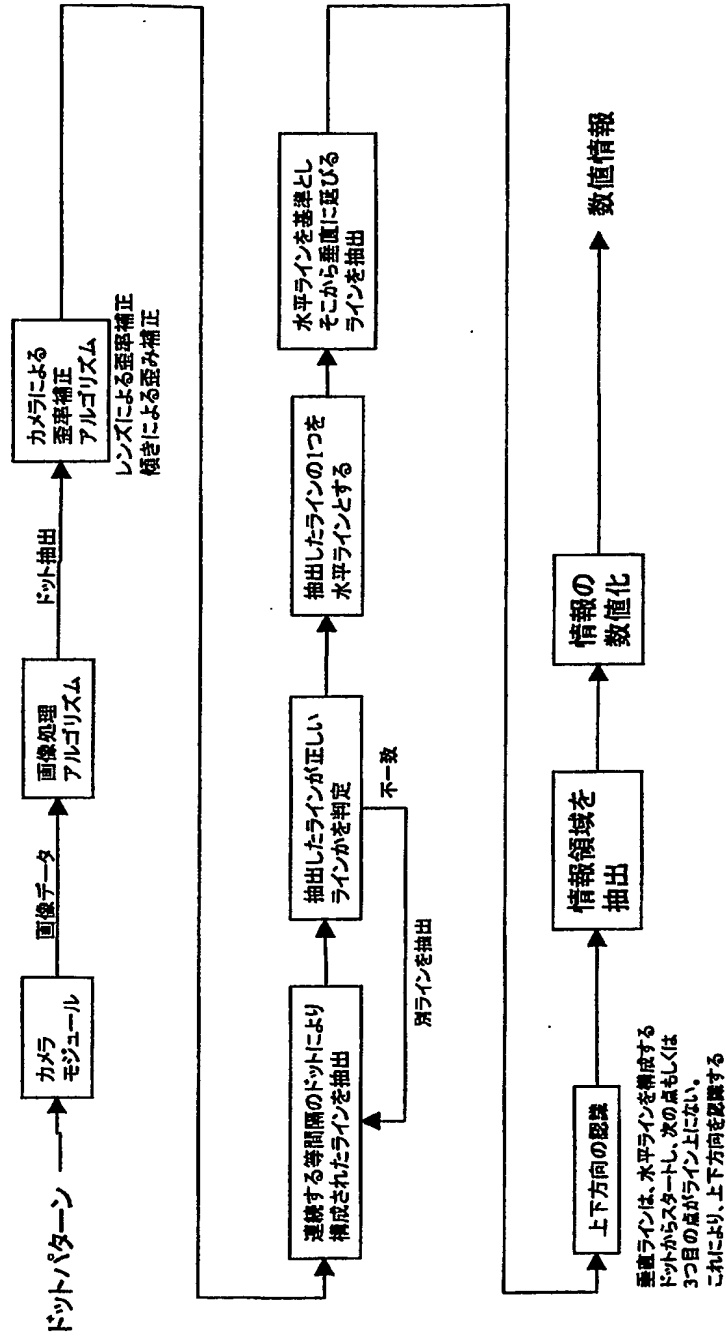 ドットパターン
カメラ
モジュール
画像データ
画像処理
アルゴリズム
ドット抽出
カメラによる
歪率補正
アルゴリズム
レンズによる歪率補正
傾きによる歪み補正
連続する等間隔のドットにより
構成されたラインを抽出
抽出したラインが正しい
ラインかを判定
不一致
別ラインを抽出
抽出したラインの1つを
水平ラインとする
水平ラインを基準とし
そこから垂直に延びる
ラインを抽出
上下方向の認識
垂直ラインは、水平ラインを構成する
ドットからスタートし、次の点もしくは
3つ目の点がライン上にない。
これにより、上下方向を認識する
情報領域を
抽出
情報の
数値化
数値情報